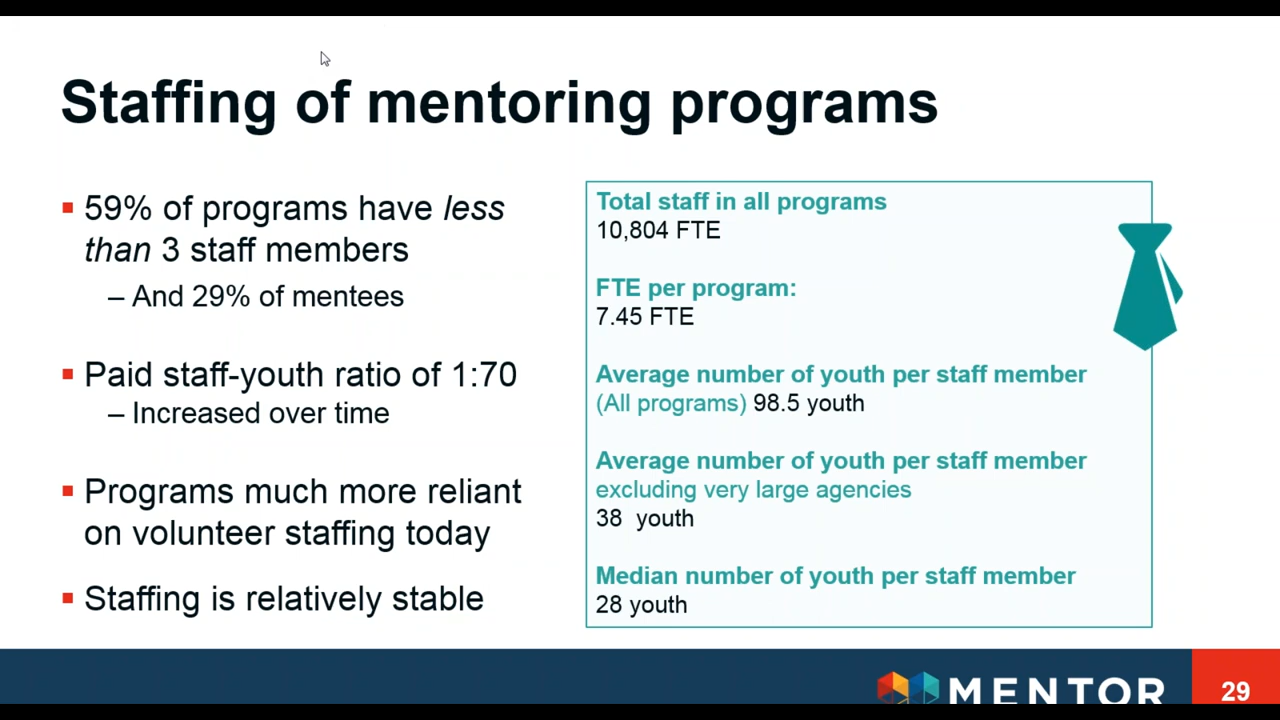 Staffing of mentoring programs
▪ 59% of programs have less
than 3 staff members
– And 29% of mentees
▪ Paid staff-youth ratio of 1:70
– Increased over time
▪ Programs much more reliant
on volunteer staffing today
▪ Staffing is relatively stable
Total staff in all programs
10,804 FTE
FTE per program:
7.45 FTE
Average number of youth per staff member
(All programs) 98.5 youth
Average number of youth per staff member
excluding very large agencies
38 youth
Median number of youth per staff member
28 youth
MENTOR
29